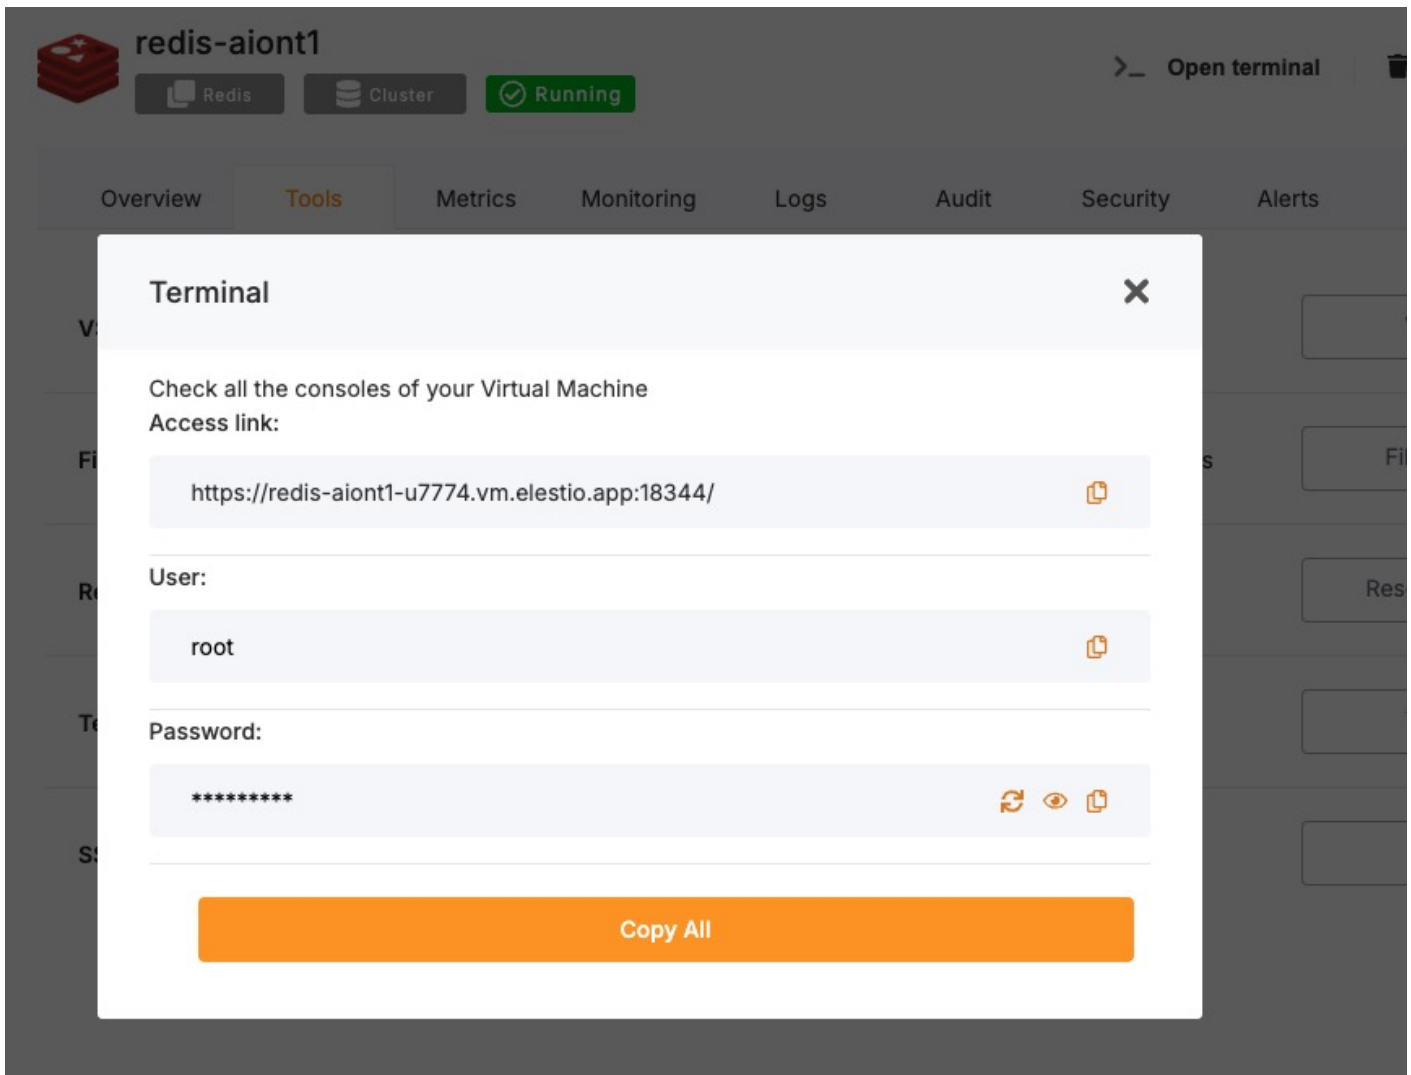 redis-aiont1
Redis
Cluster
Running
Open terminal
Overview
Tools
Metrics
Monitoring
Logs
Audit
Security
Alerts
Terminal
Check all the consoles of your Virtual Machine
Access link:
https://redis-aiont1-u7774.vm.elestio.app:18344/
User:
root
Password:
*********
Copy All